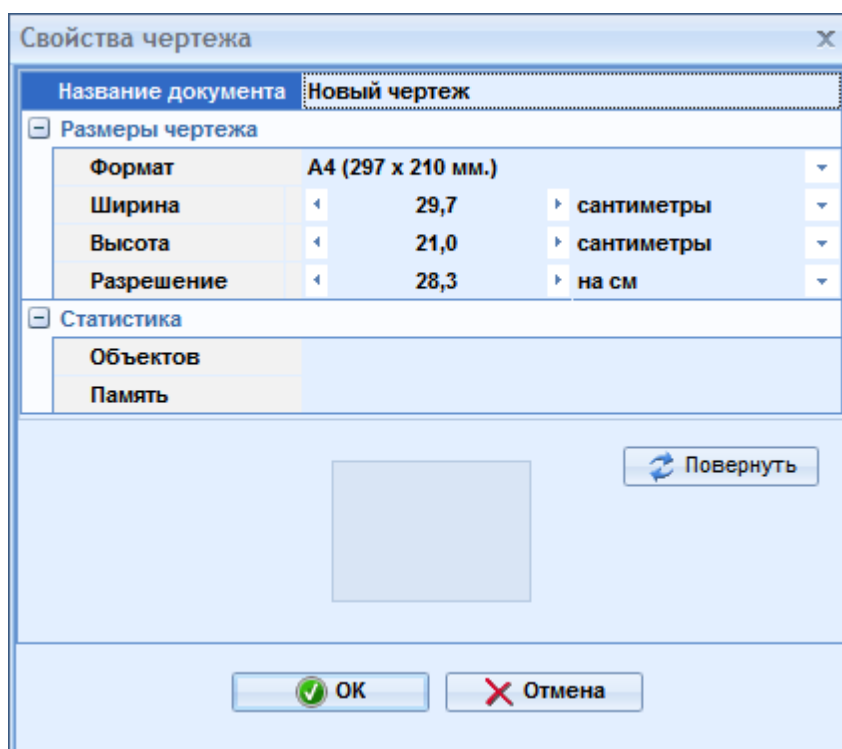 Свойства чертежа
Название документа Новый чертеж
Размеры чертежа
Формат A4 (297 x 210 мм.)
Ширина 29,7 сантиметры
Высота 21,0 сантиметры
Разрешение 28,3 на см
Статистика
Объектов
Память
Повернуть
OK Отмена